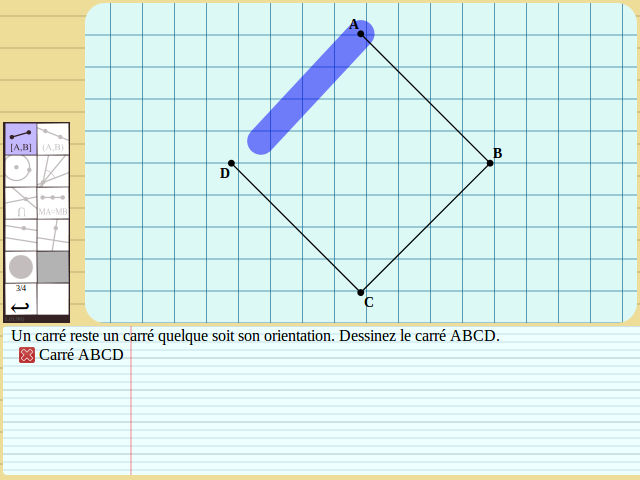 A
B
D
C
[A,B]
(A,B)
∩
MA=MB
3/4
Un carré reste un carré quelque soit son orientation. Dessinez le carré ABCD.
Carré ABCD